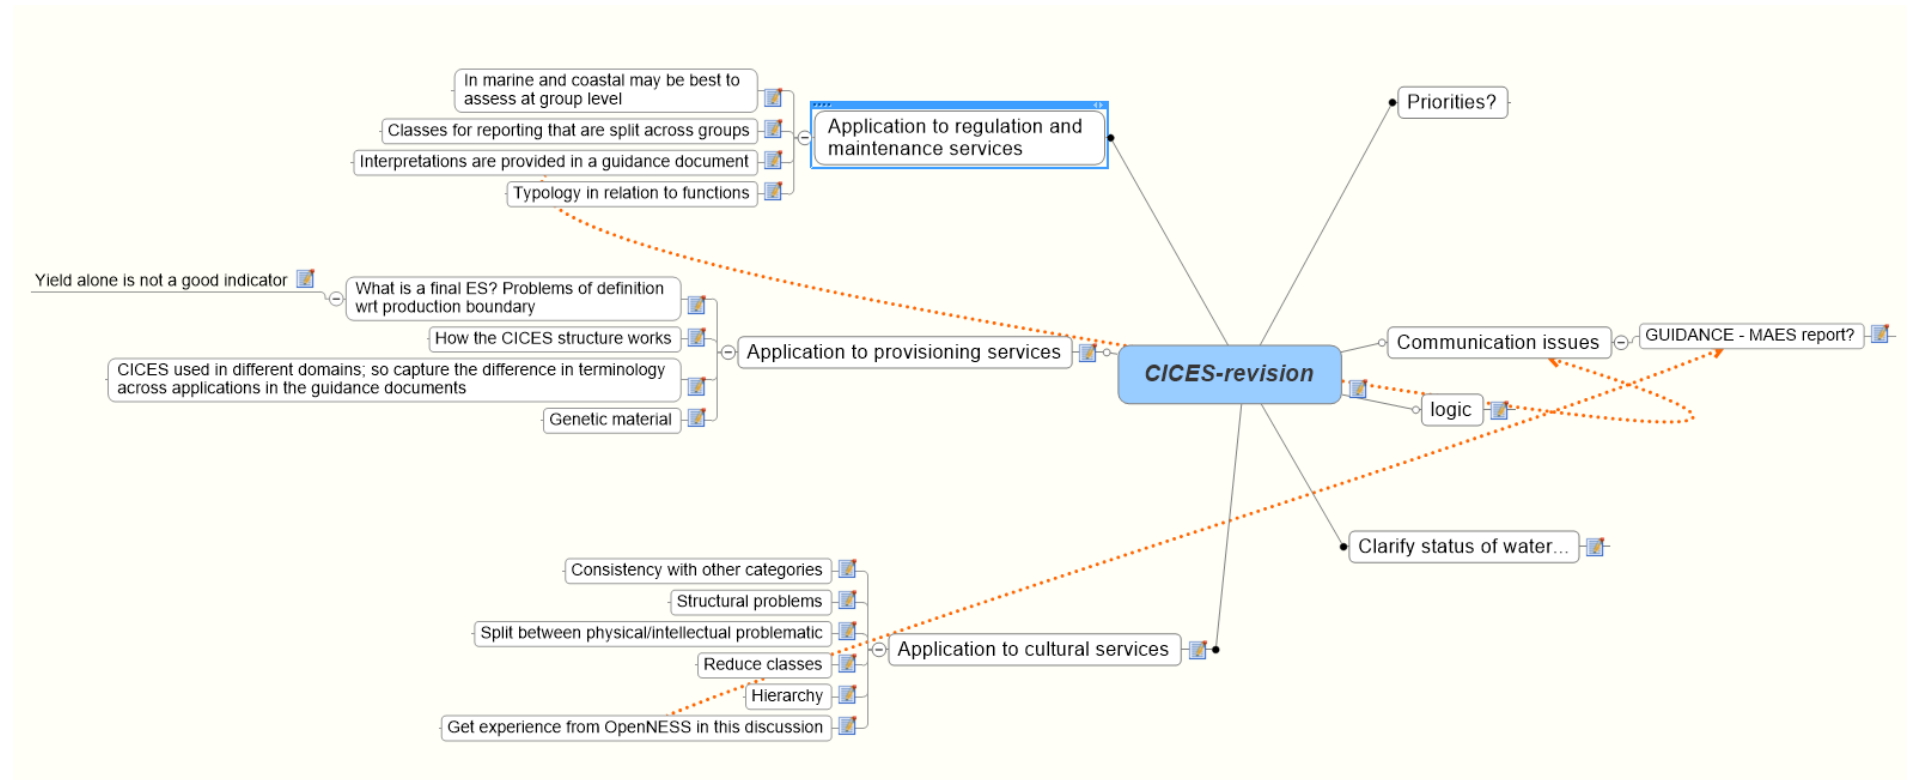 In marine and coastal may be best to
assess at group level
Classes for reporting that are split across groups
Interpretations are provided in a guidance document
Typology in relation to functions
Application to regulation and
maintenance services
Priorities?
Yield alone is not a good indicator
What is a final ES? Problems of definition
wrt production boundary
How the CICES structure works
CICES used in different domains; so capture the difference in terminology
across applications in the guidance documents
Genetic material
Application to provisioning services
CICES-revision
Communication issues
GUIDANCE - MAES report?
logic
Clarify status of water...
Consistency with other categories
Structural problems
Split between physical/intellectual problematic
Reduce classes
Hierarchy
Get experience from OpenNESS in this discussion
Application to cultural services